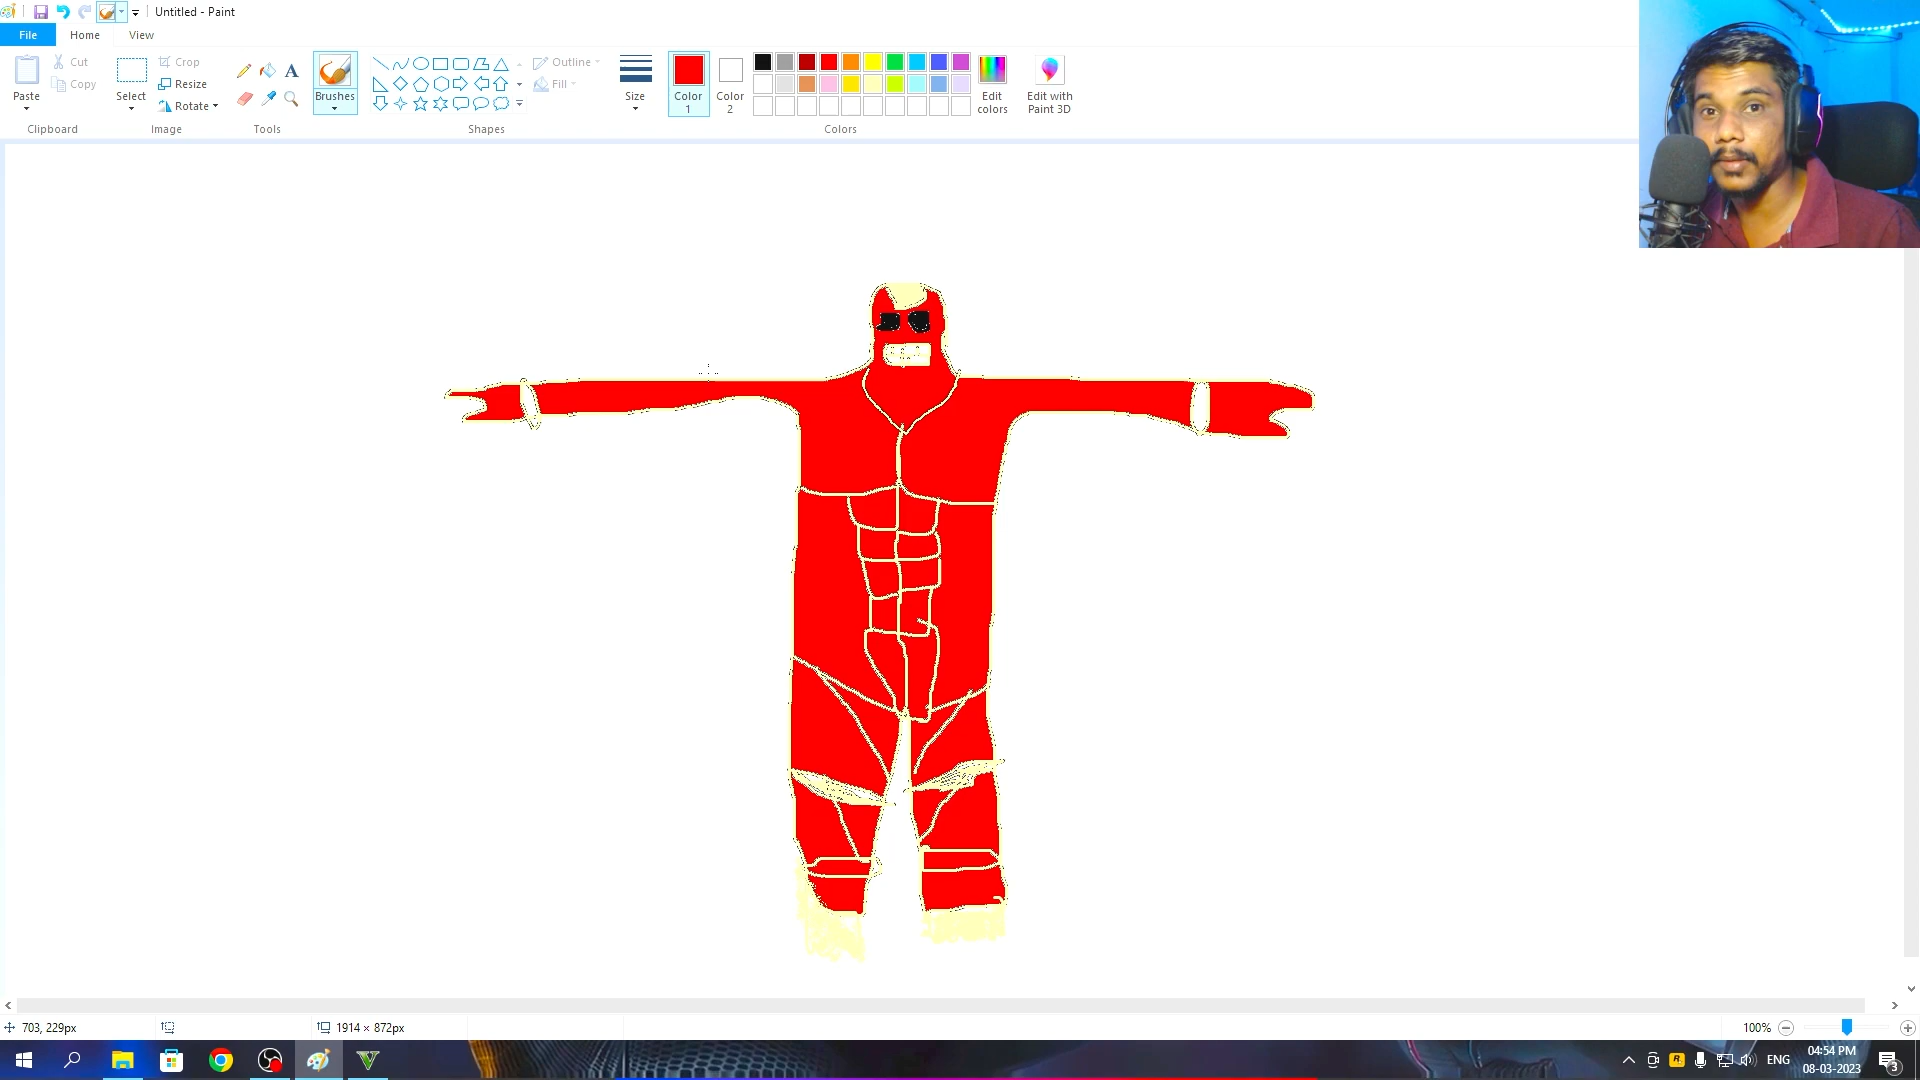 Untitled - Paint
File
Home
View
Paste
Cut
Copy
Clipboard
Select
Crop
Resize
Rotate
Image
A
Tools
Brushes
Outline
Fill
Shapes
Size
Color
1
Color
2
Edit
colors
Edit with
Paint 3D
Colors
703, 229px
1914 × 872px
100%
ENG
04:54 PM
08-03-2023
3